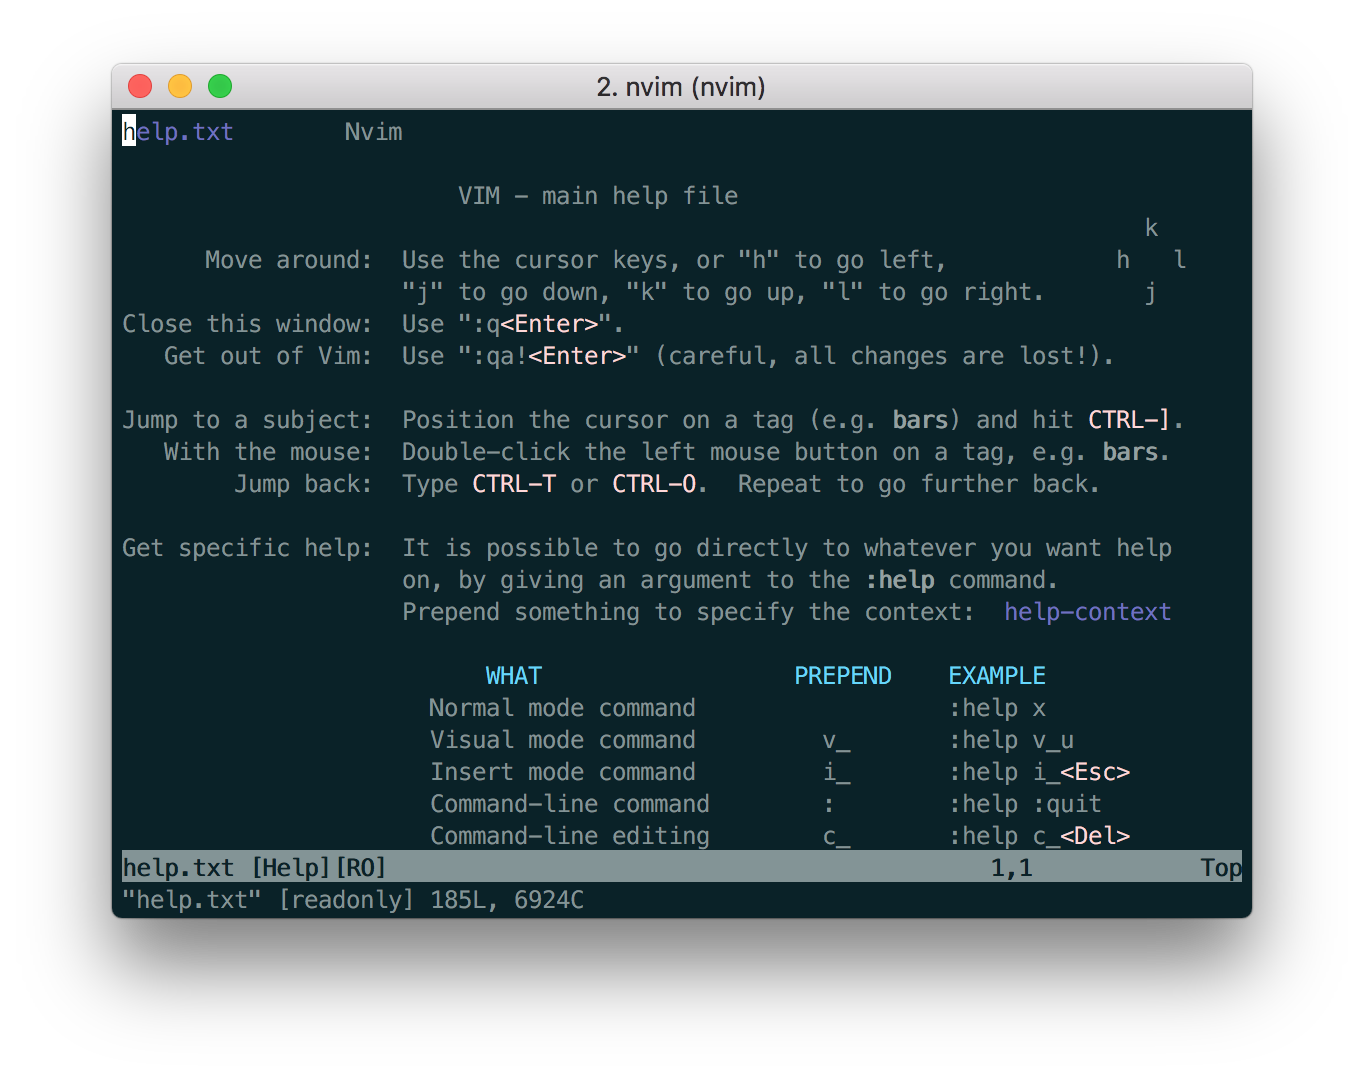 2. nvim (nvim)
help.txt Nvim
VIM - main help file
k
Move around: Use the cursor keys, or "h" to go left, h l
"j" to go down, "k" to go up, "l" to go right. j
Close this window: Use ":q<Enter>".
Get out of Vim: Use ":qa!<Enter>" (careful, all changes are lost!).
Jump to a subject: Position the cursor on a tag (e.g. bars) and hit CTRL-].
With the mouse: Double-click the left mouse button on a tag, e.g. bars.
Jump back: Type CTRL-T or CTRL-O. Repeat to go further back.
Get specific help: It is possible to go directly to whatever you want help
on, by giving an argument to the :help command.
Prepend something to specify the context: help-context
WHAT PREPEND EXAMPLE
Normal mode command :help x
Visual mode command v_ :help v_u
Insert mode command i_ :help i_<Esc>
Command-line command : :help :quit
Command-line editing c_ :help c_<Del>
help.txt [Help][RO] 1,1 Top
"help.txt" [readonly] 185L, 6924C